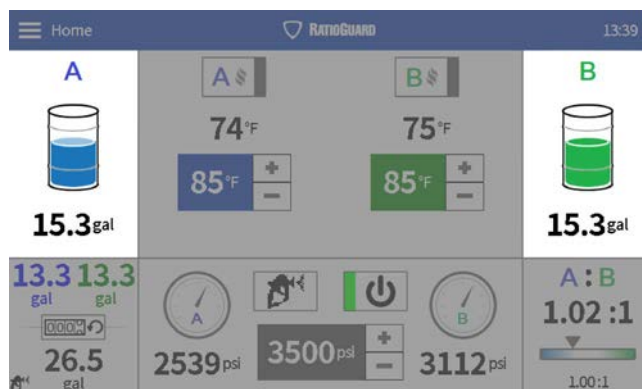 Home
RATIOGUARD
13:39
A
15.3gal
A
74°F
85°F
+
−
B
75°F
85°F
+
−
B
15.3gal
13.3 13.3
gal gal
26.5
gal
A
2539psi
3500psi
+
−
B
3112psi
A:B
1.02:1
1.00:1